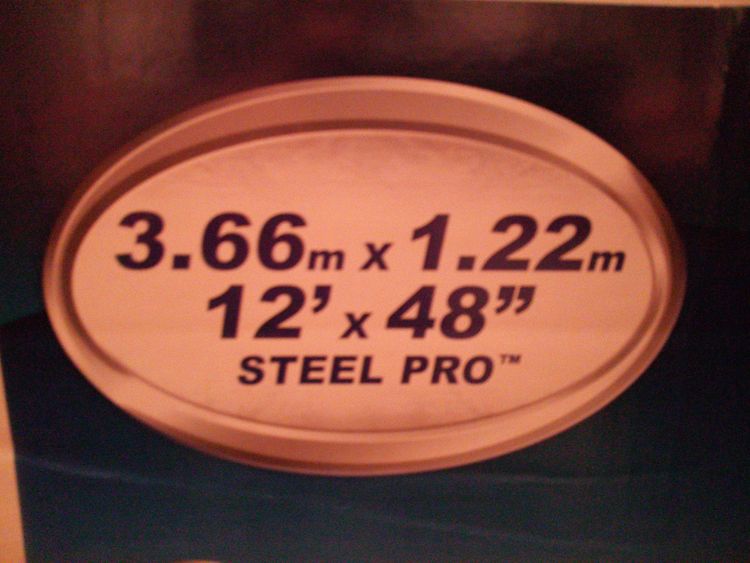 3.66m x 1.22m
12’ x 48”
STEEL PRO™